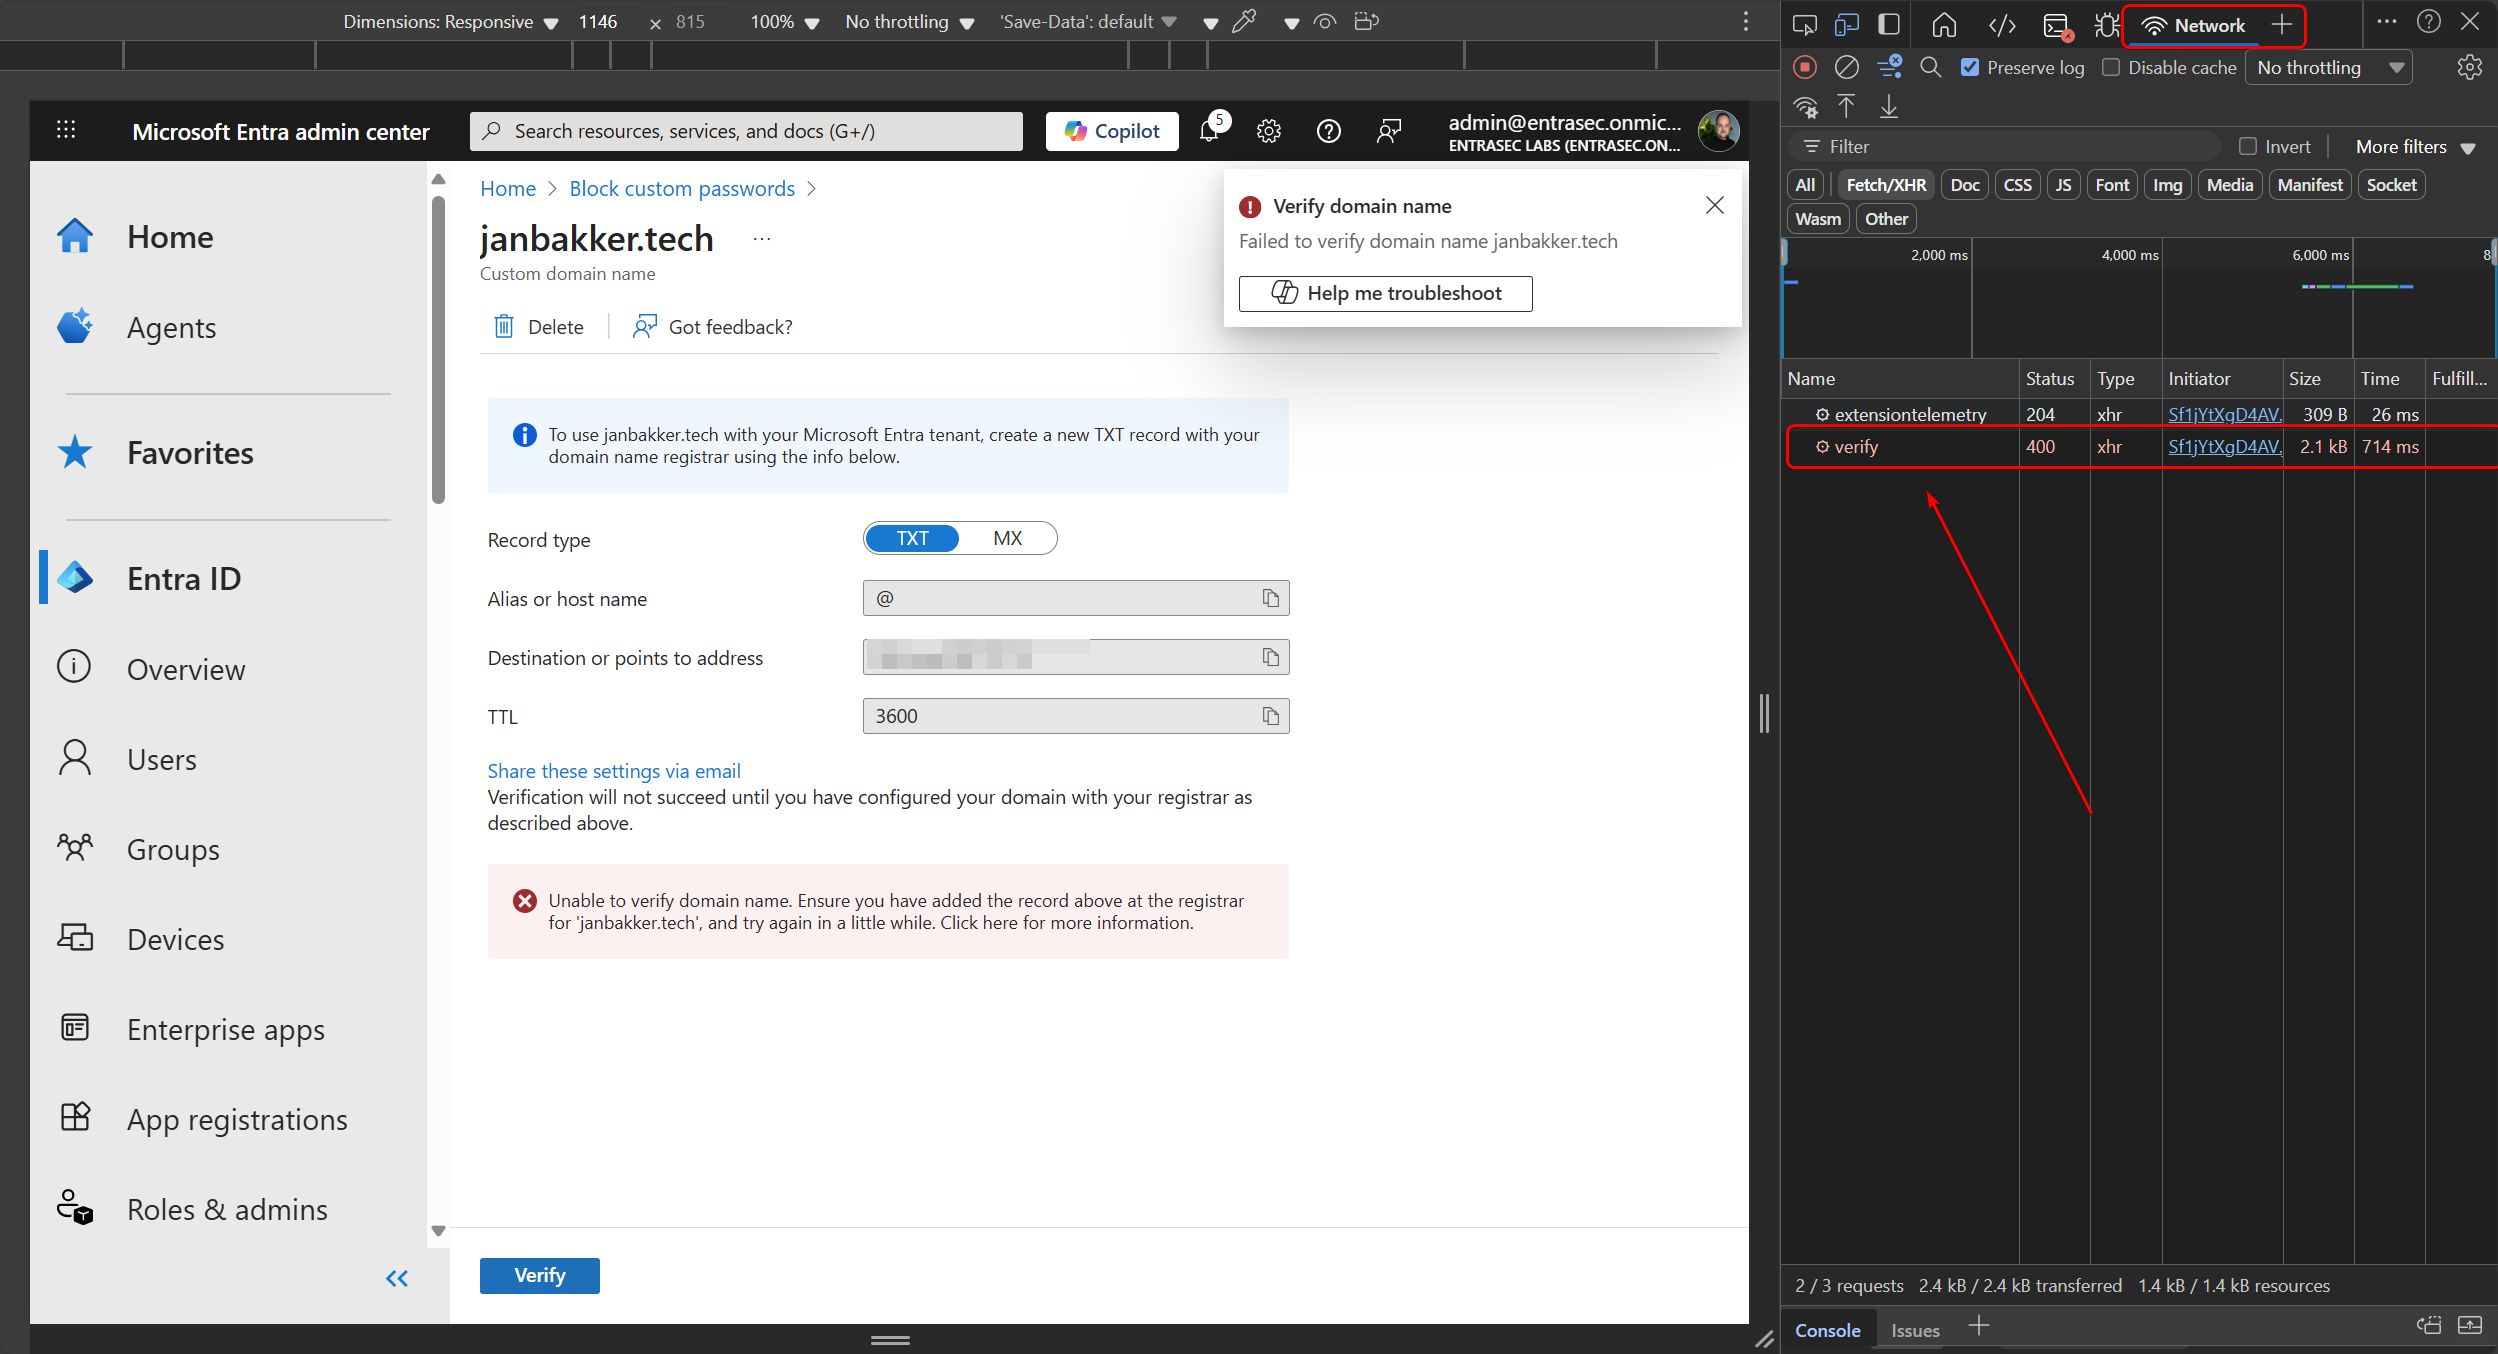 Dimensions: Responsive 1146 × 815 100% No throttling 'Save-Data': default
Microsoft Entra admin center
Search resources, services, and docs (G+/)
Copilot
5
admin@entrasec.onmic...
ENTRASEC LABS (ENTRASEC.ON...
Home
Agents
Favorites
Entra ID
Overview
Users
Groups
Devices
Enterprise apps
App registrations
Roles & admins
Home > Block custom passwords >
janbakker.tech ...
Custom domain name
Delete
Got feedback?
Verify domain name
Failed to verify domain name janbakker.tech
Help me troubleshoot
To use janbakker.tech with your Microsoft Entra tenant, create a new TXT record with your
domain name registrar using the info below.
Record type
TXT MX
Alias or host name
@
Destination or points to address
TTL
3600
Share these settings via email
Verification will not succeed until you have configured your domain with your registrar as
described above.
Unable to verify domain name. Ensure you have added the record above at the registrar
for 'janbakker.tech', and try again in a little while. Click here for more information.
Verify
Network
Preserve log Disable cache No throttling
Filter Invert More filters
All Fetch/XHR Doc CSS JS Font Img Media Manifest Socket
Wasm Other
2,000 ms 4,000 ms 6,000 ms 8
Name Status Type Initiator Size Time Fulfill...
extensiontelemetry 204 xhr Sf1jYtXgD4AV. 309 B 26 ms
verify 400 xhr Sf1jYtXgD4AV. 2.1 kB 714 ms
2 / 3 requests 2.4 kB / 2.4 kB transferred 1.4 kB / 1.4 kB resources
Console Issues